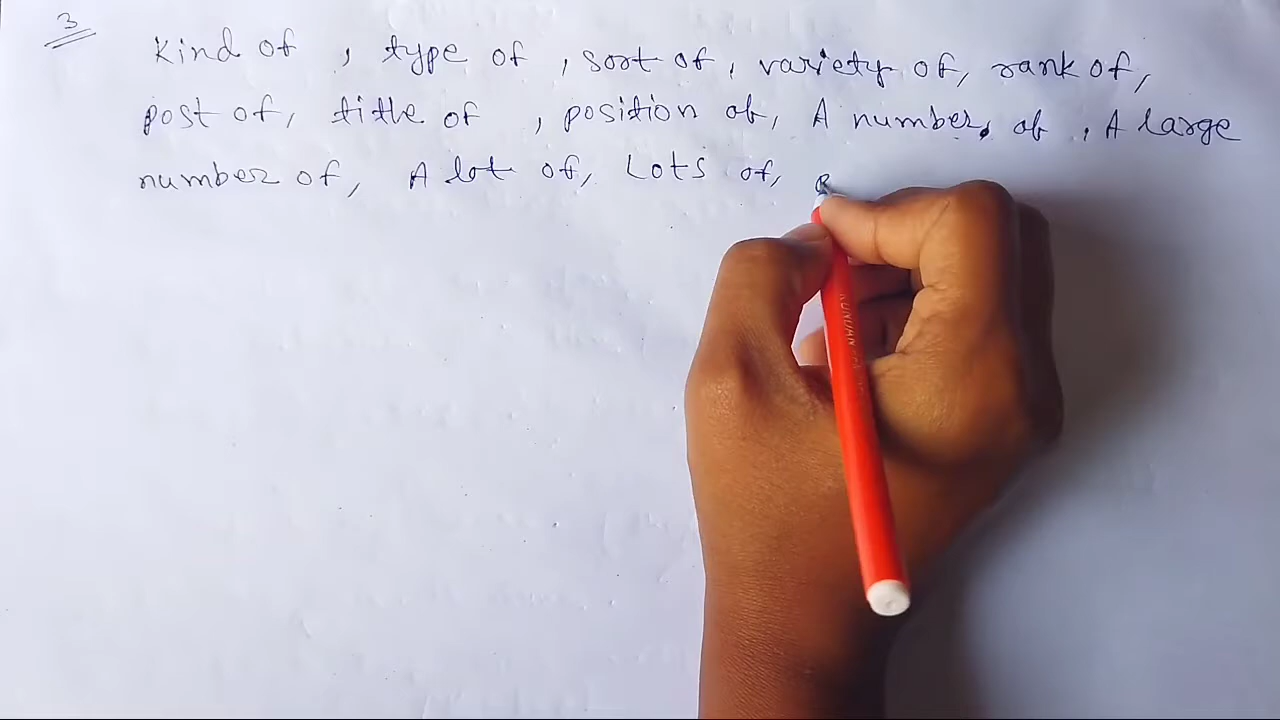 3 Kind of, type of, sort of, variety of, rank of,
post of, title of, position of, A number of, A large
number of, A lot of, Lots of,
KUNDAN